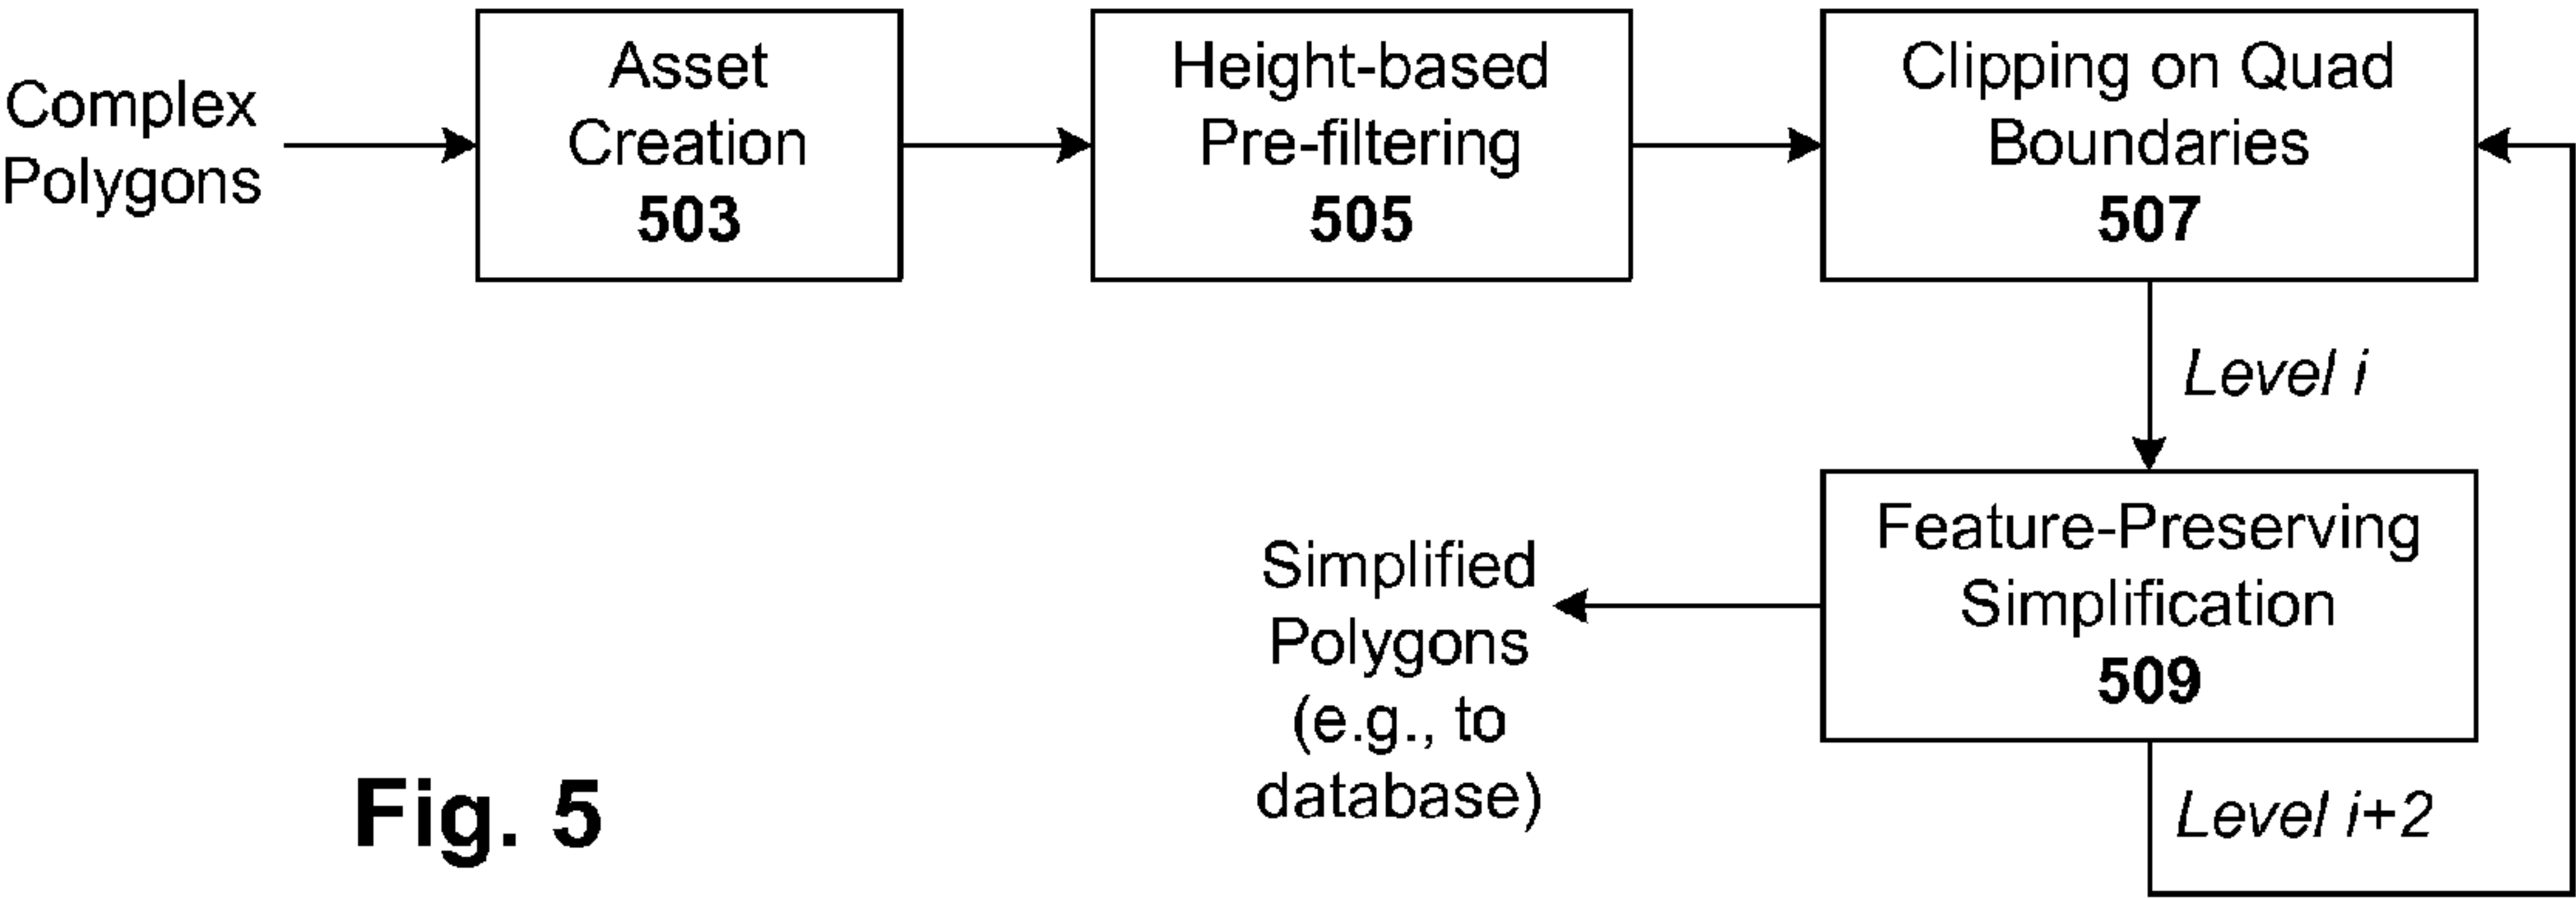 Complex
Polygons
Asset
Creation
503
Height-based
Pre-filtering
505
Clipping on Quad
Boundaries
507
Level i
Feature-Preserving
Simplification
509
Simplified
Polygons
(e.g., to
database)
Level i+2
Fig. 5